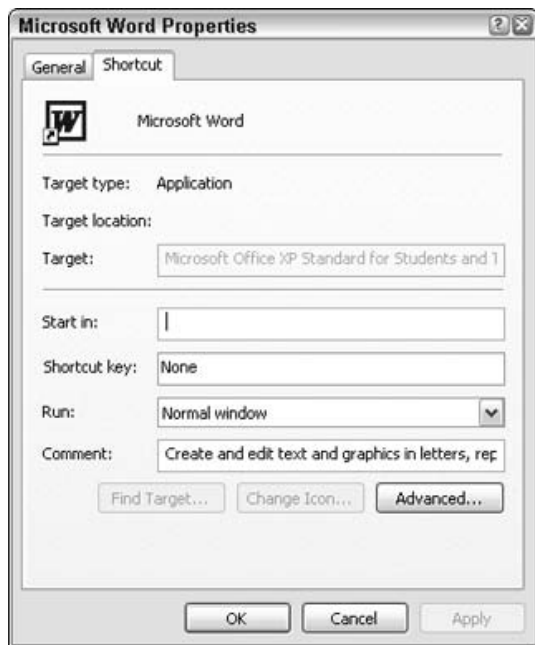 Microsoft Word Properties
General Shortcut
Microsoft Word
Target type: Application
Target location:
Target: Microsoft Office XP Standard for Students and T
Start in:
Shortcut key: None
Run: Normal window
Comment: Create and edit text and graphics in letters, rep
Find Target... Change Icon... Advanced...
OK Cancel Apply